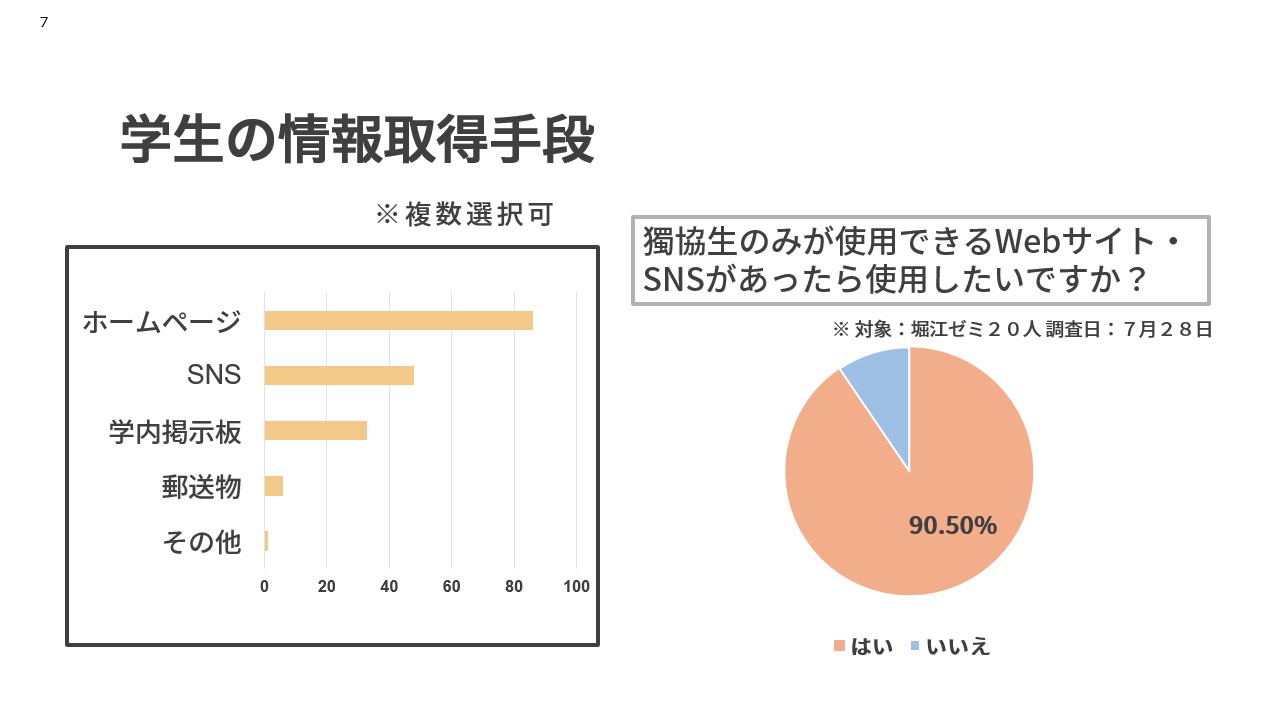 7
学生の情報取得手段
※複数選択可
ホームページ
SNS
学内掲示板
郵送物
その他
0 20 40 60 80 100
獨協生のみが使用できるWebサイト・
SNSがあったら使用したいですか？
※ 対象：堀江ゼミ２０人 調査日：７月２８日
90.50%
はい いいえ